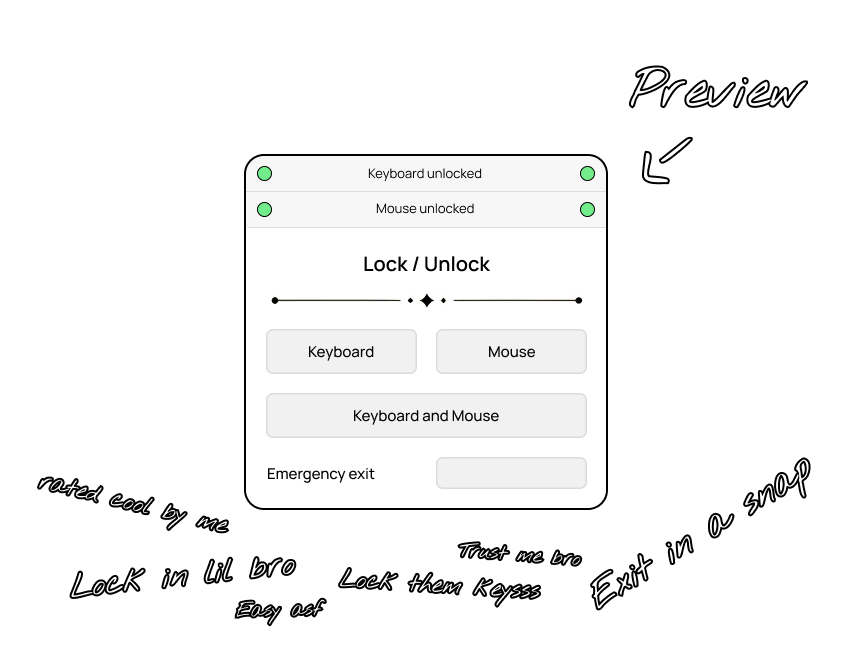 Preview
Keyboard unlocked
Mouse unlocked
Lock / Unlock
Keyboard
Mouse
Keyboard and Mouse
Emergency exit
rated cool by me
Exit in a snap
Trust me bro
Lock in lil bro
Lock them Keysss
Easy asf